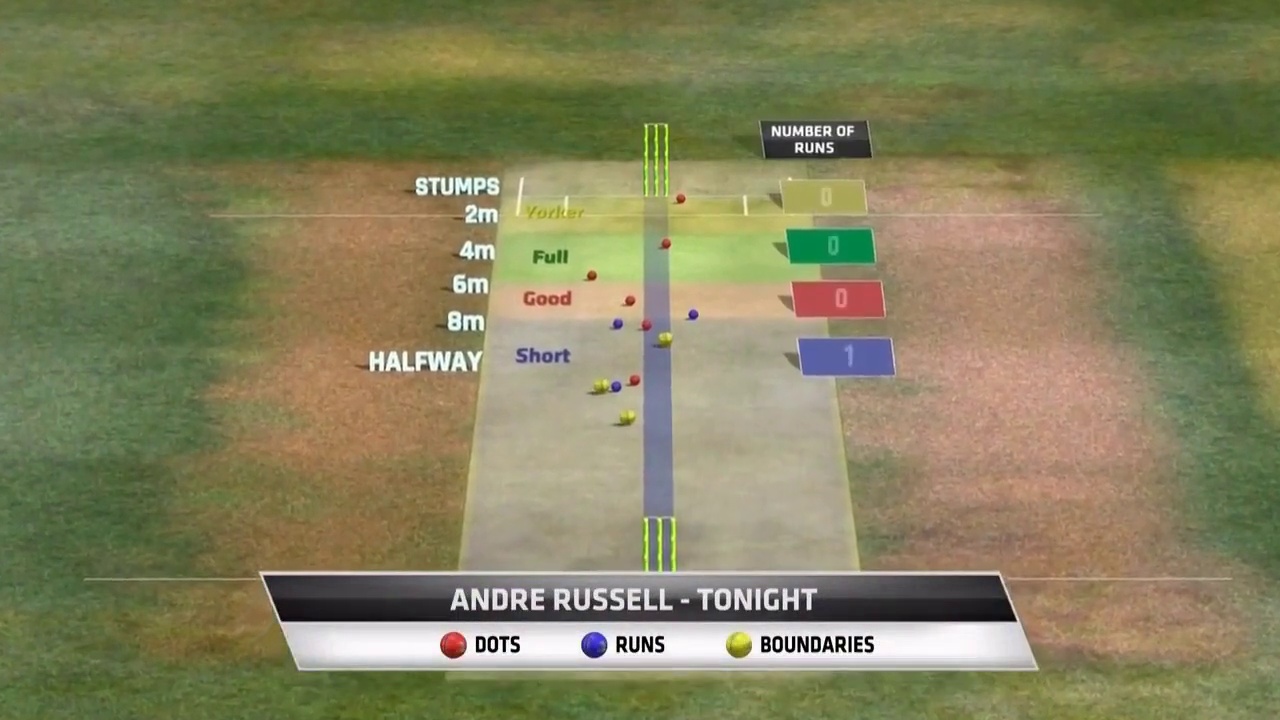 NUMBER OF
RUNS
STUMPS
2m
Yorker
0
4m
Full
0
6m
Good
0
8m
Short
1
HALFWAY
ANDRE RUSSELL - TONIGHT
DOTS
RUNS
BOUNDARIES